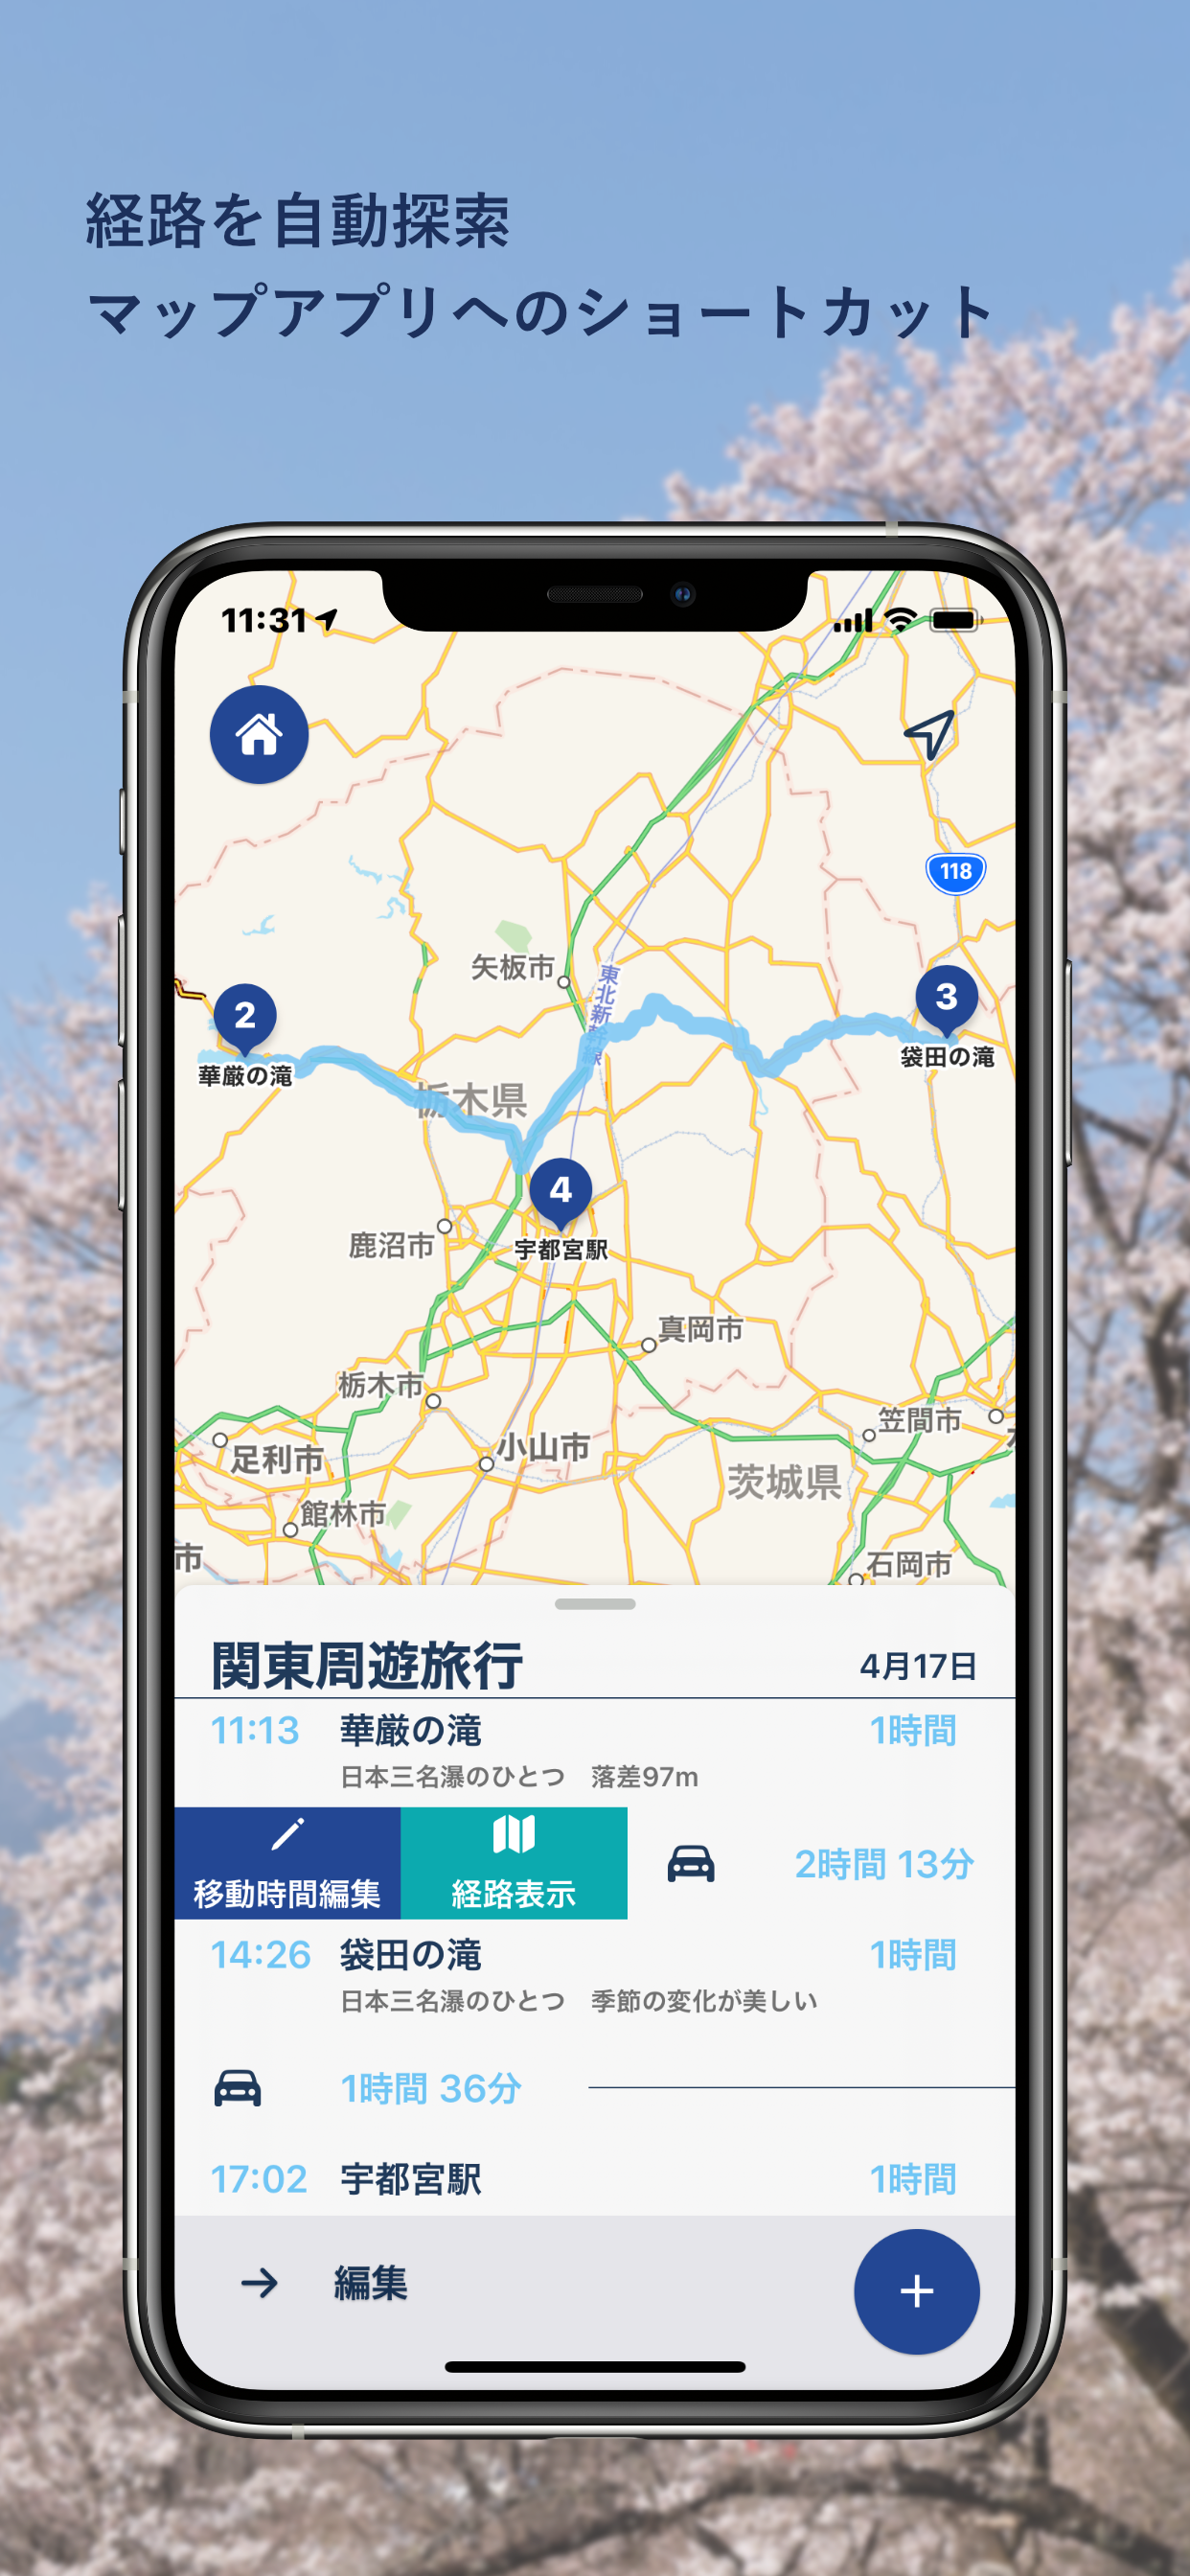 経路を自動探索
マップアプリへのショートカット
11:31
118
矢板市
東北新幹線
2
3
華厳の滝
袋田の滝
栃木県
4
鹿沼市
宇都宮駅
真岡市
栃木市
笠間市
足利市
小山市
茨城県
館林市
市
石岡市
関東周遊旅行
4月17日
11:13 華厳の滝 1時間
日本三名瀑のひとつ 落差97m
移動時間編集 経路表示 2時間 13分
14:26 袋田の滝 1時間
日本三名瀑のひとつ 季節の変化が美しい
1時間 36分
17:02 宇都宮駅 1時間
編集